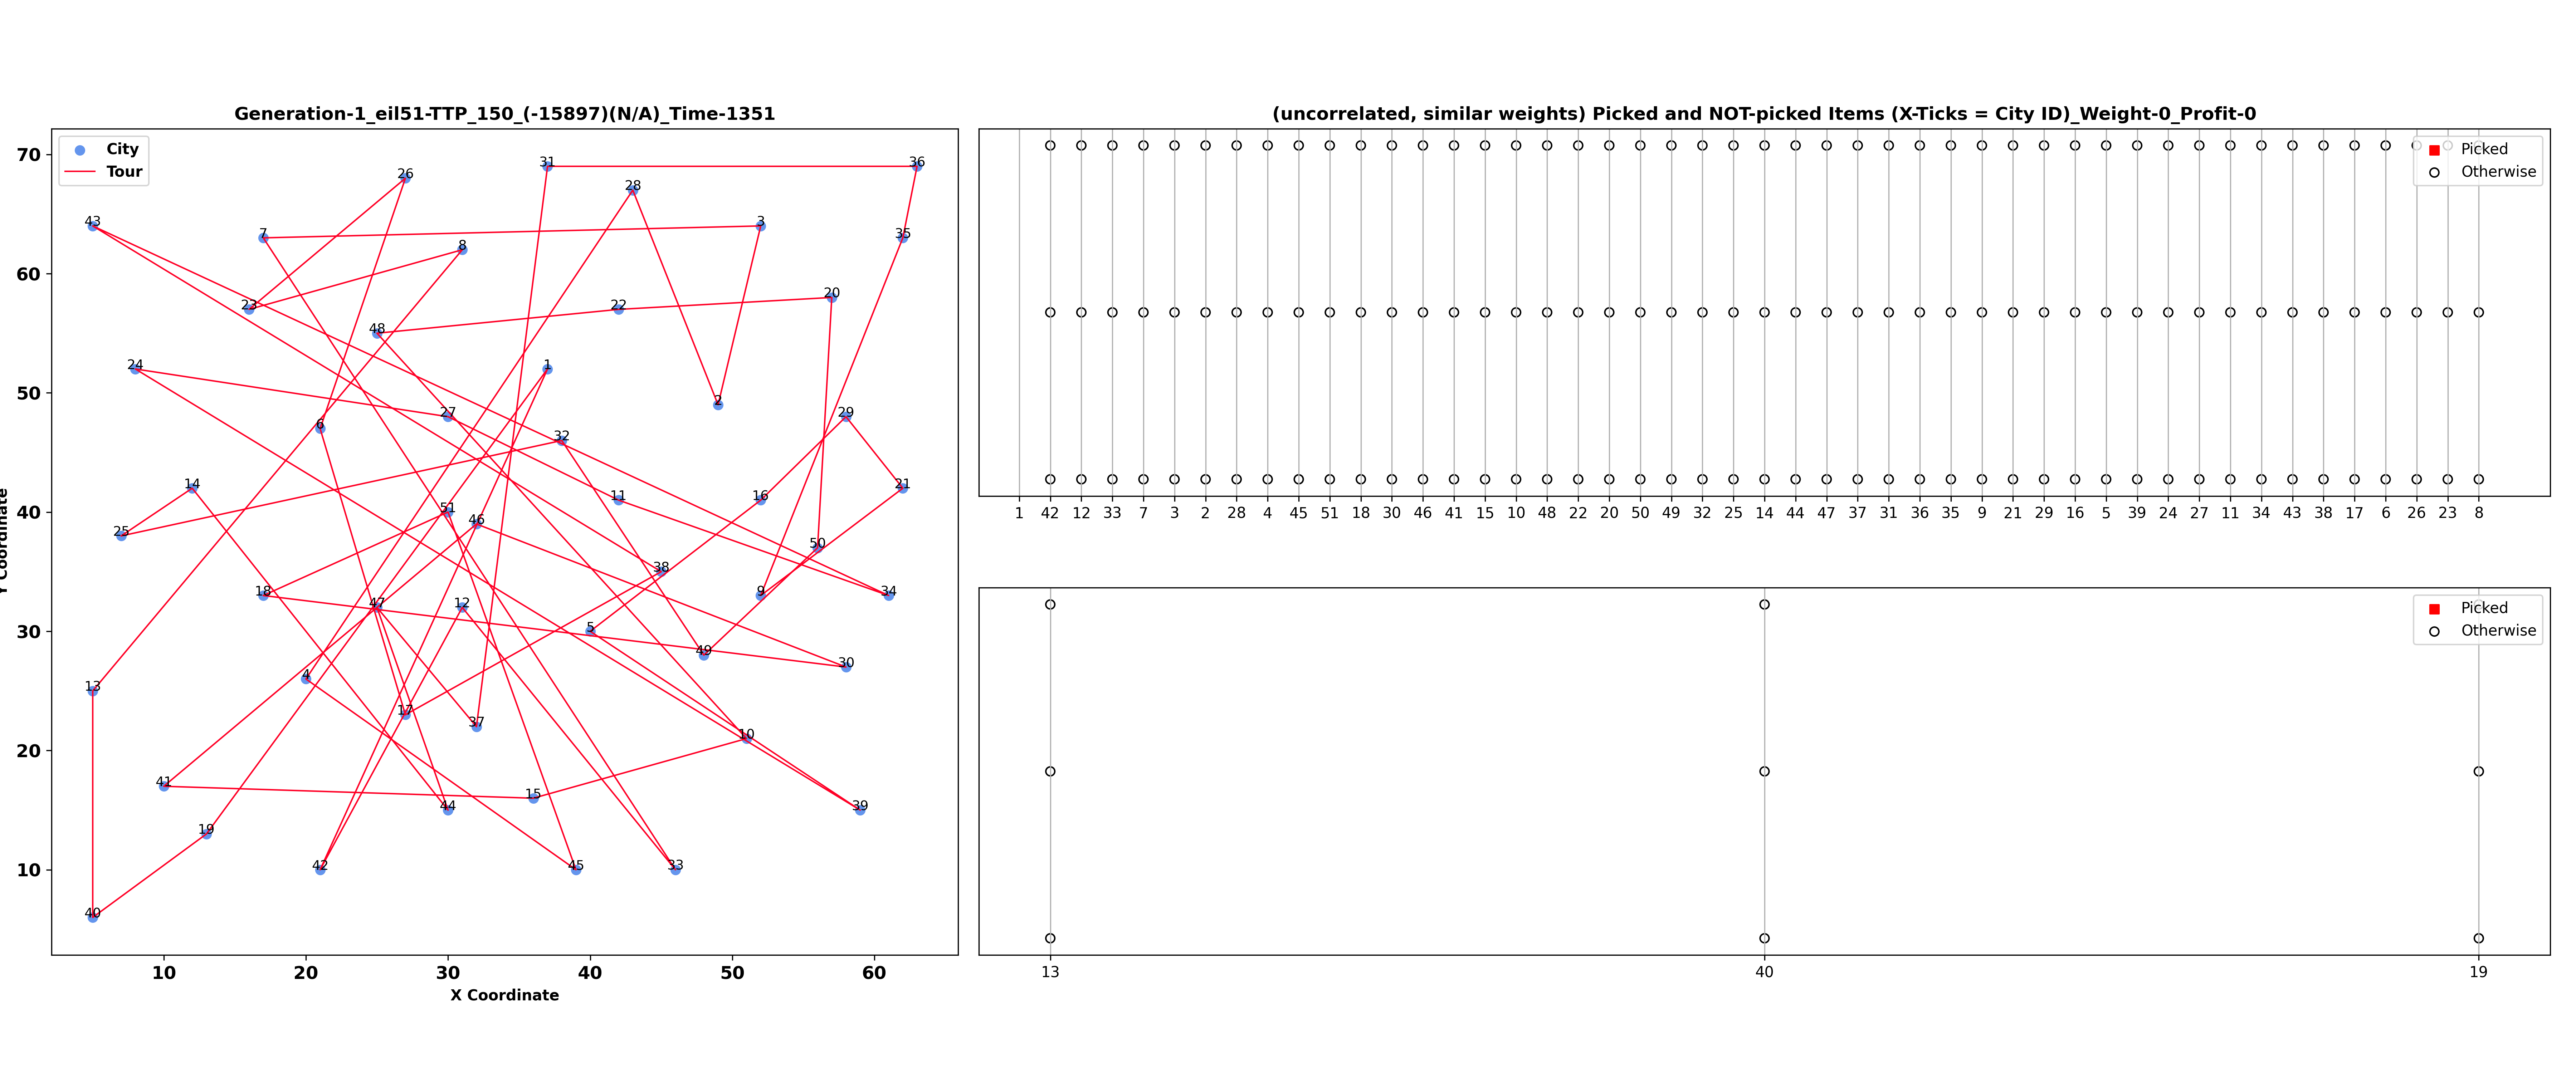 Generation-1_eil51-TTP_150_(-15897)(N/A)_Time-1351
City
Tour
70
60
50
40
30
20
10
10 20 30 40 50 60
X Coordinate
Y Coordinate
31 36
26
28
43 7 3
8 35
23 22 20
48
24 1
2
27 29
6
32
14 21
11 16
51
46
25 50
38
18 9 34
47 12
5
49
30
13 4
17
37
10
41 15
44 39
19
42 45 33
40
(uncorrelated, similar weights) Picked and NOT-picked Items (X-Ticks = City ID)_Weight-0_Profit-0
Picked
Otherwise
1 42 12 33 7 3 2 28 4 45 51 18 30 46 41 15 10 48 22 20 50 49 32 25 14 44 47 37 31 36 35 9 21 29 16 5 39 24 27 11 34 43 38 17 6 26 23 8
Picked
Otherwise
13 40 19